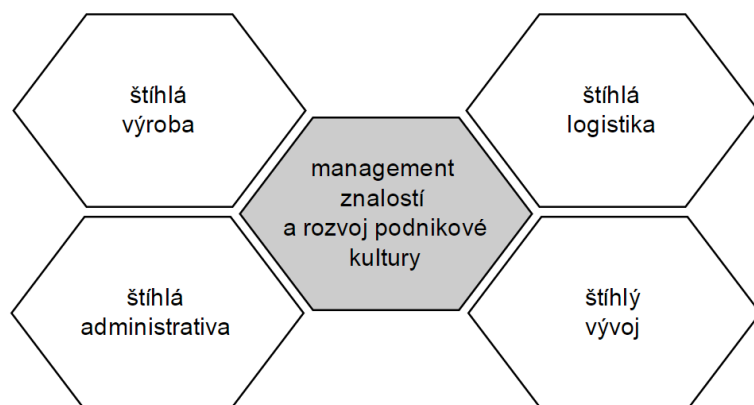 štíhlá
výroba
štíhlá
logistika
management
znalostí
a rozvoj podnikové
kultury
štíhlá
administrativa
štíhlý
vývoj